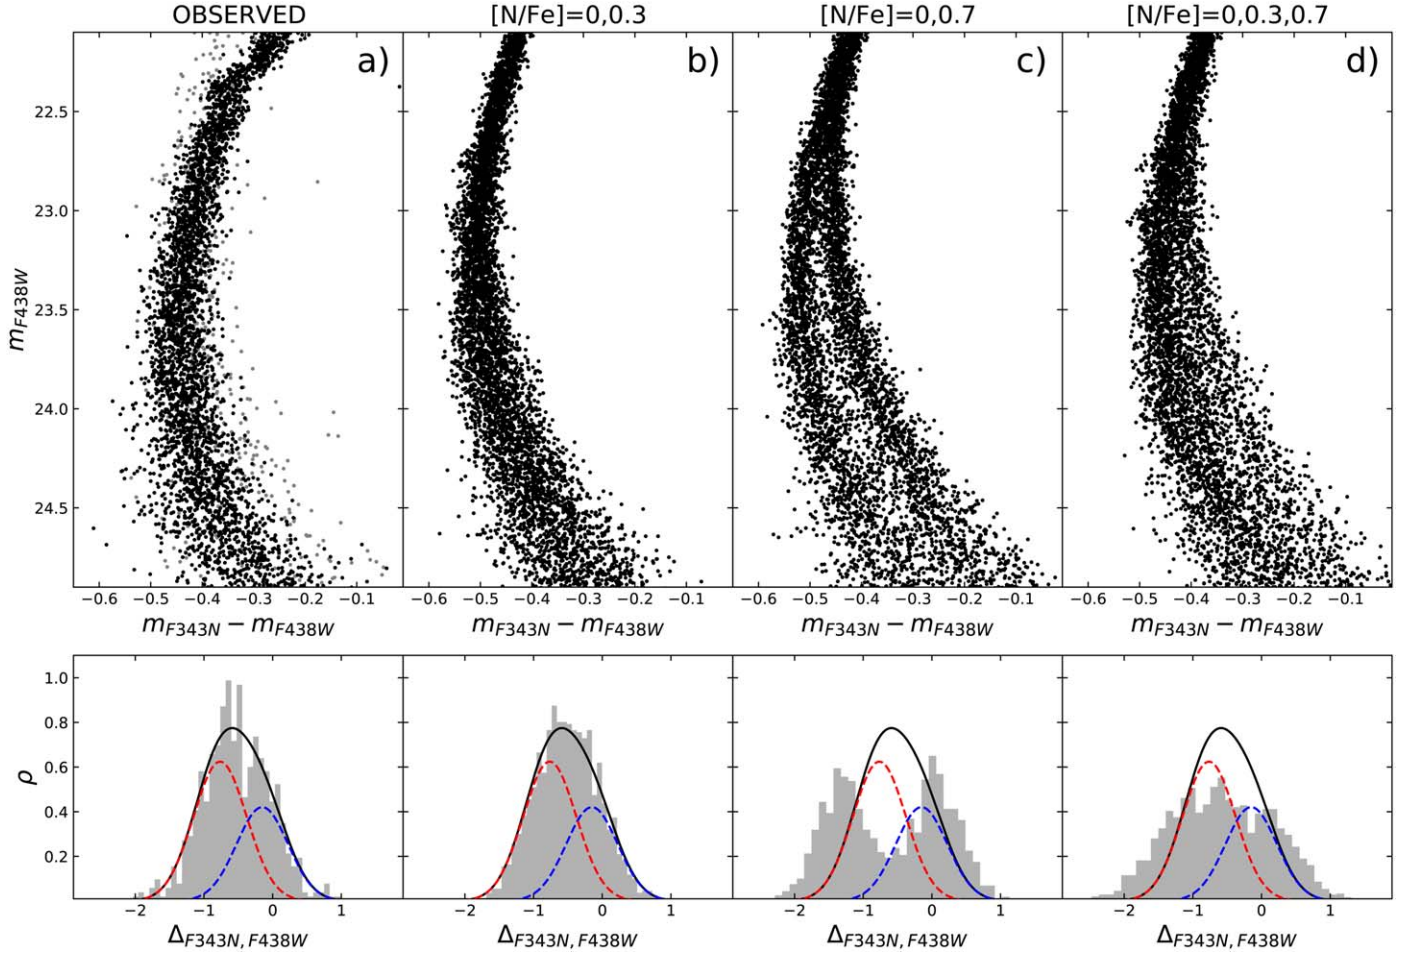 OBSERVED [N/Fe]=0,0.3 [N/Fe]=0,0.7 [N/Fe]=0,0.3,0.7
a) b) c) d)
22.5
23.0
23.5
24.0
24.5
m_F438W
−0.6 −0.5 −0.4 −0.3 −0.2 −0.1 −0.6 −0.5 −0.4 −0.3 −0.2 −0.1 −0.6 −0.5 −0.4 −0.3 −0.2 −0.1 −0.6 −0.5 −0.4 −0.3 −0.2 −0.1
m_F343N − m_F438W m_F343N − m_F438W m_F343N − m_F438W m_F343N − m_F438W
1.0
0.8
0.6
0.4
0.2
ρ
−2 −1 0 1 −2 −1 0 1 −2 −1 0 1 −2 −1 0 1
Δ_F343N, F438W Δ_F343N, F438W Δ_F343N, F438W Δ_F343N, F438W